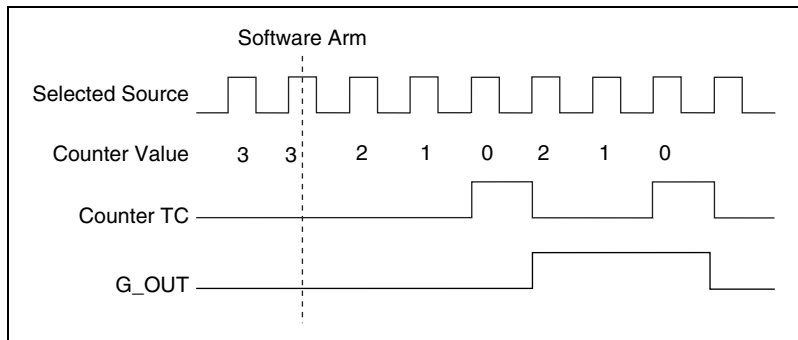 Software Arm
Selected Source
Counter Value 3 3 2 1 0 2 1 0
Counter TC
G_OUT